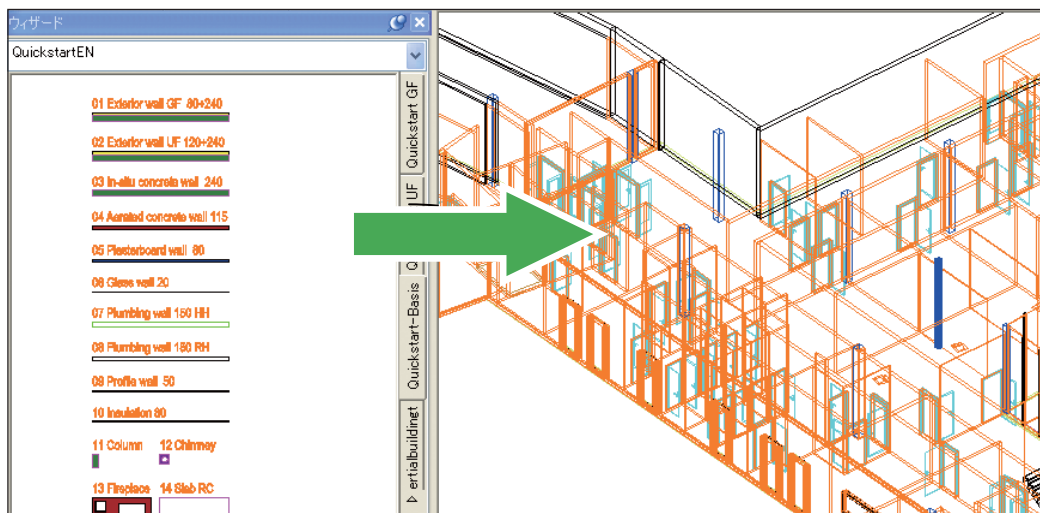 ウィザード
QuickstartEN
01 Exterior wall GF 80+240
02 Exterior wall UF 120+240
03 In-situ concrete wall 240
04 Aerated concrete wall 115
05 Plasterboard wall 80
06 Glass wall 20
07 Plumbing wall 150 HH
08 Plumbing wall 150 RH
09 Profile wall 50
10 Insulation 80
11 Column 12 Chimney
13 Fireplace 14 Slab RC
Quickstart GF
UF
Quickstart-Basis
ertialbuildingt